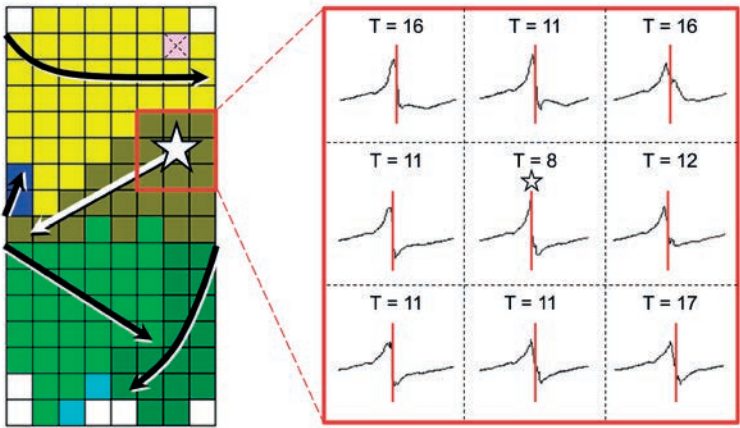 T = 16 T = 11 T = 16
T = 11 T = 8 T = 12
T = 11 T = 11 T = 17